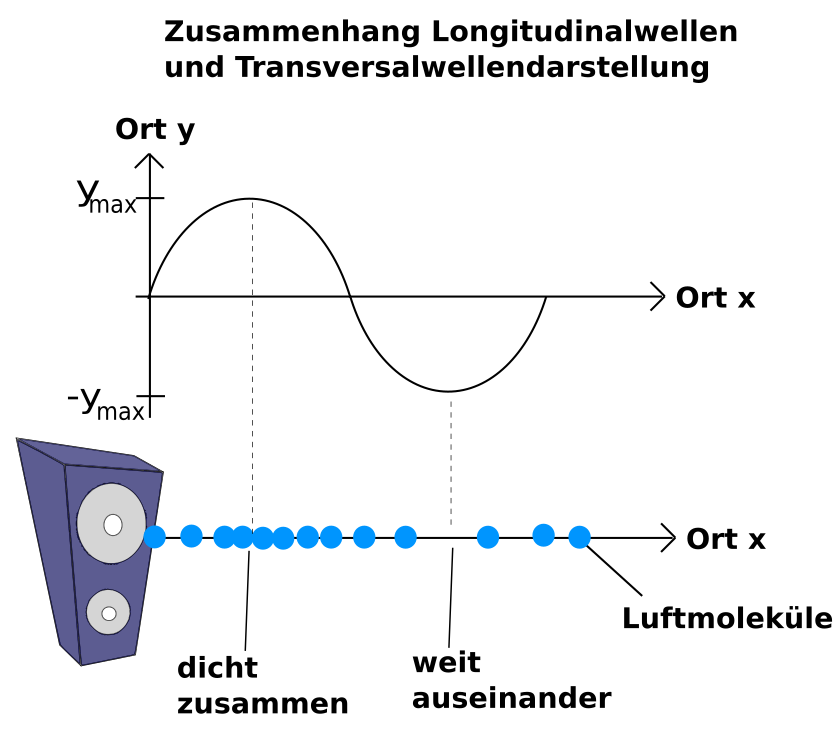 Zusammenhang Longitudinalwellen
und Transversalwellendarstellung
Ort y
ymax
Ort x
-ymax
Ort x
Luftmoleküle
dicht
zusammen
weit
auseinander